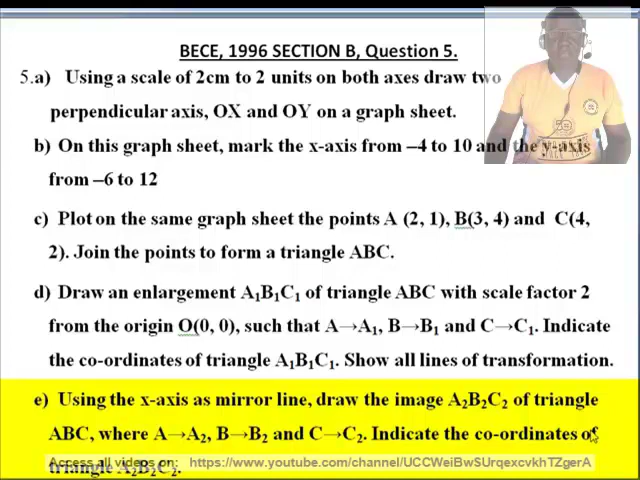 BECE, 1996 SECTION B, Question 5.
5.a) Using a scale of 2cm to 2 units on both axes draw two
perpendicular axis, OX and OY on a graph sheet.
b) On this graph sheet, mark the x-axis from –4 to 10 and the y-axis
from –6 to 12
c) Plot on the same graph sheet the points A (2, 1), B(3, 4) and C(4,
2). Join the points to form a triangle ABC.
d) Draw an enlargement A₁B₁C₁ of triangle ABC with scale factor 2
from the origin O(0, 0), such that A→A₁, B→B₁ and C→C₁. Indicate
the co-ordinates of triangle A₁B₁C₁. Show all lines of transformation.
e) Using the x-axis as mirror line, draw the image A₂B₂C₂ of triangle
ABC, where A→A₂, B→B₂ and C→C₂. Indicate the co-ordinates of
triangle A₂B₂C₂.
Access all videos on: https://www.youtube.com/channel/UCCWeiBwSUrqexcvkhTZgerA